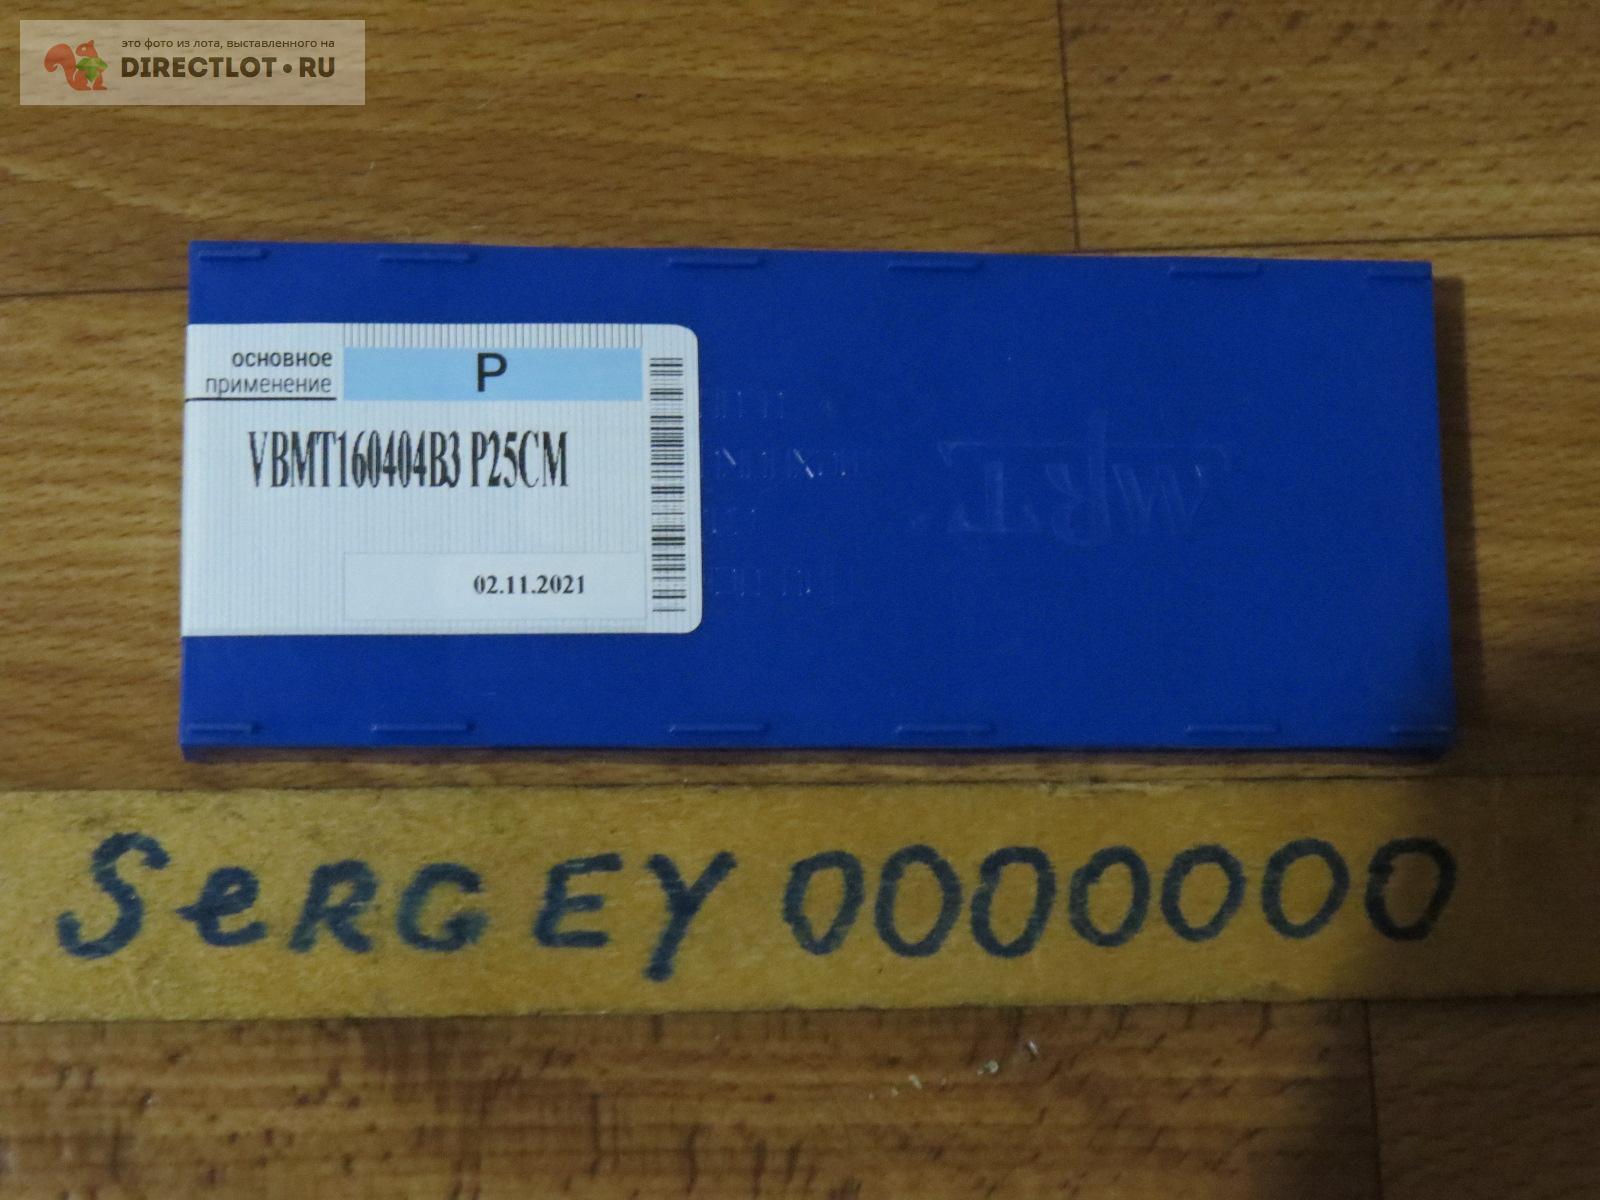 это фото из лота, выставленного на
DIRECTLOT•RU
основное
применение
P
VBMT160404B3 P25CM
02.11.2021
SeRGEY 0000000